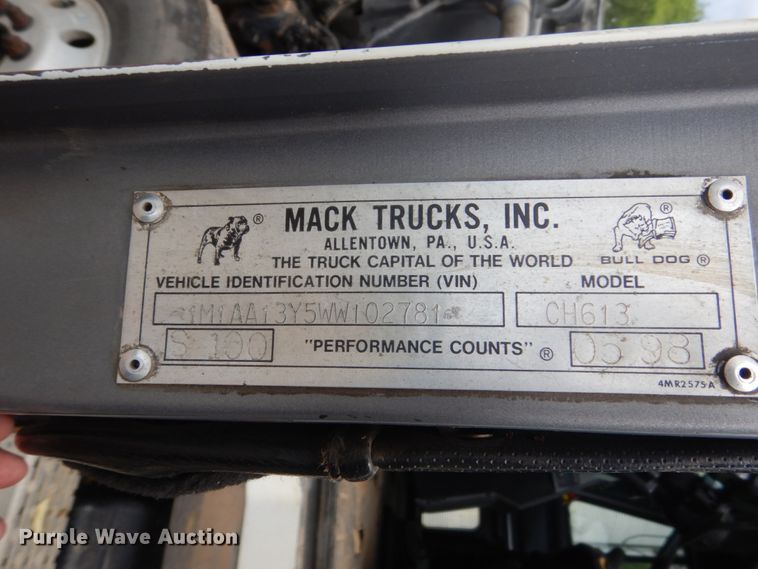 ® MACK TRUCKS, INC. ®
ALLENTOWN, PA., U.S.A.
THE TRUCK CAPITAL OF THE WORLD BULL DOG ®
VEHICLE IDENTIFICATION NUMBER (VIN) MODEL
1M1AA13Y5WW102781 CH613
S 100 "PERFORMANCE COUNTS" ® 05 98
4MR2575A
Purple Wave Auction